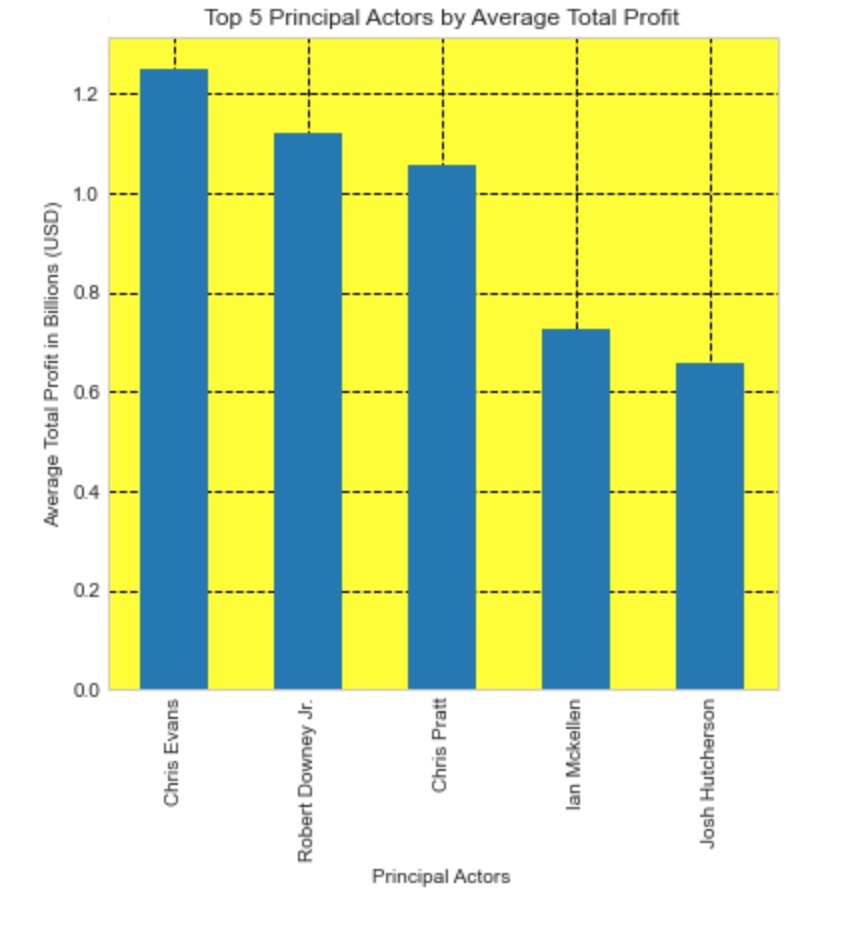 Top 5 Principal Actors by Average Total Profit
Average Total Profit in Billions (USD)
1.2
1.0
0.8
0.6
0.4
0.2
0.0
Chris Evans
Robert Downey Jr.
Chris Pratt
Ian Mckellen
Josh Hutcherson
Principal Actors